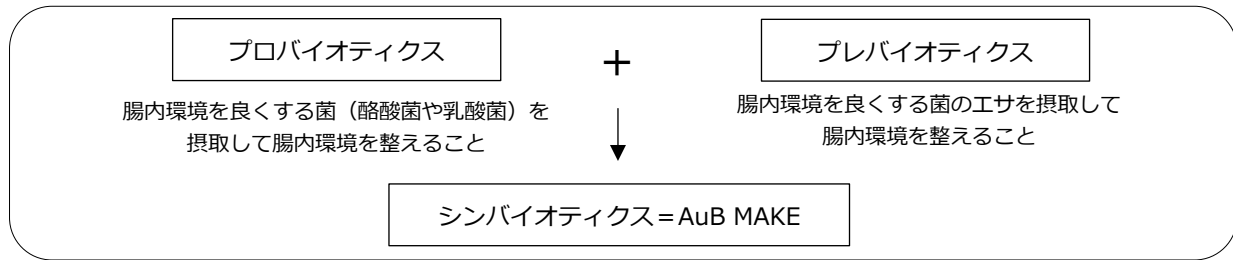 プロバイオティクス
+
プレバイオティクス
腸内環境を良くする菌（酪酸菌や乳酸菌）を
摂取して腸内環境を整えること
腸内環境を良くする菌のエサを摂取して
腸内環境を整えること
シンバイオティクス＝AuB MAKE